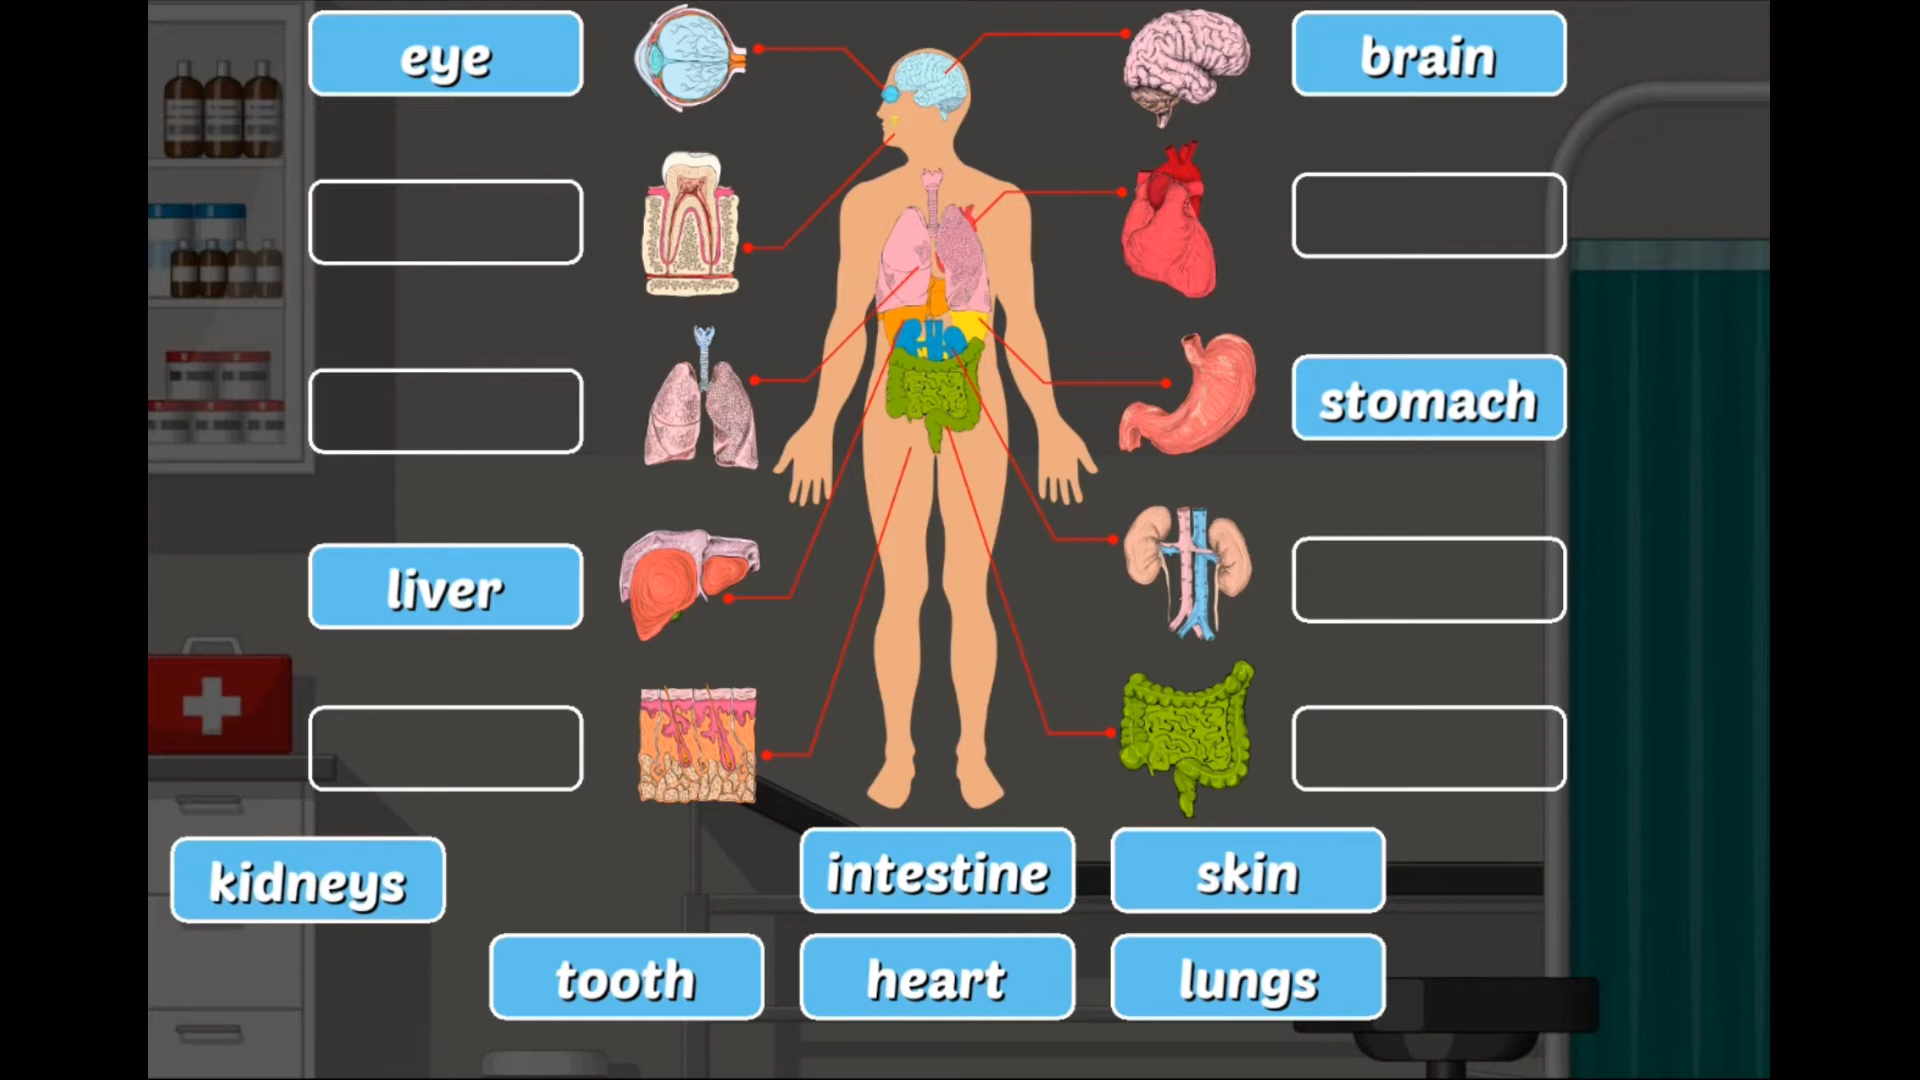 eye
brain
stomach
liver
kidneys
intestine
skin
tooth
heart
lungs